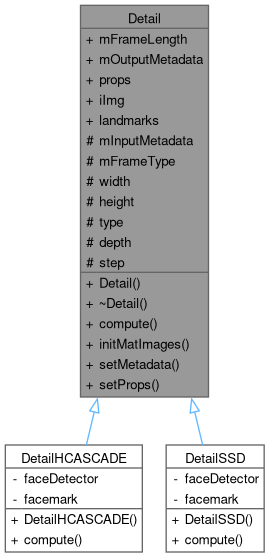 Detail
+ mFrameLength
+ mOutputMetadata
+ props
+ iImg
+ landmarks
# mInputMetadata
# mFrameType
# width
# height
# type
# depth
# step
+ Detail()
+ ~Detail()
+ compute()
+ initMatImages()
+ setMetadata()
+ setProps()
DetailHCASCADE
- faceDetector
- facemark
+ DetailHCASCADE()
+ compute()
DetailSSD
- faceDetector
- facemark
+ DetailSSD()
+ compute()